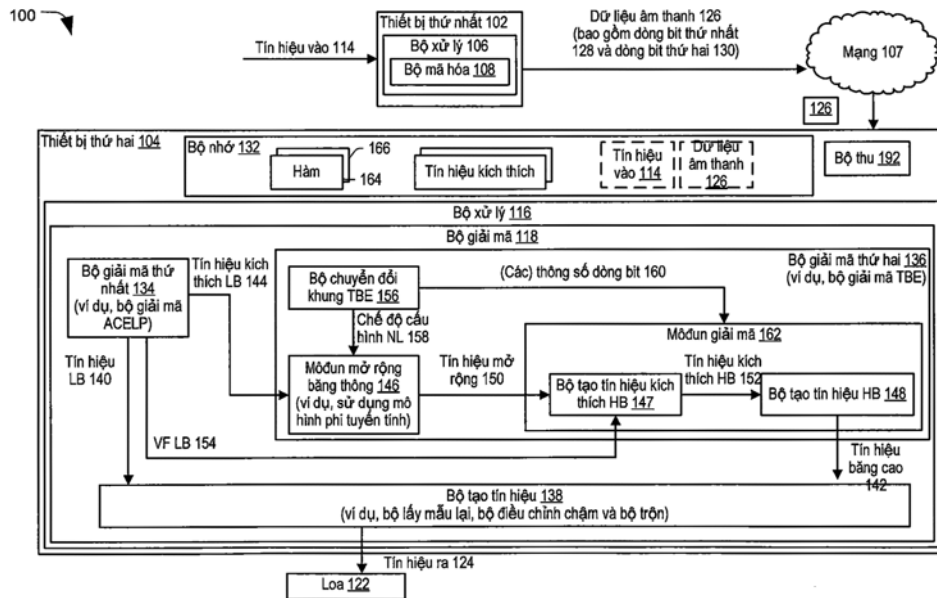 100
Thiết bị thứ nhất 102
Bộ xử lý 106
Bộ mã hóa 108
Tín hiệu vào 114
Dữ liệu âm thanh 126
(bao gồm dòng bit thứ nhất
128 và dòng bit thứ hai 130)
Mạng 107
126
Thiết bị thứ hai 104
Bộ nhớ 132
Hàm
166
164
Tín hiệu kích thích
Tín hiệu
vào 114
Dữ liệu
âm thanh
126
Bộ thu 192
Bộ xử lý 116
Bộ giải mã 118
Bộ giải mã thứ
nhất 134
(ví dụ, bộ giải mã
ACELP)
Tín hiệu kích
thích LB 144
Bộ chuyển đổi
khung TBE 156
(Các) thông số dòng bit 160
Bộ giải mã thứ hai 136
(ví dụ, bộ giải mã TBE)
Chế độ cấu
hình NL 158
Môđun giải mã 162
Tín hiệu
LB 140
Môđun mở rộng
băng thông 146
(ví dụ, sử dụng mô
hình phi tuyến tính)
Tín hiệu mở
rộng 150
Bộ tạo tín hiệu kích
thích HB 147
Tín hiệu kích
thích HB 152
Bộ tạo tín hiệu HB 148
VF LB 154
Tín hiệu
băng cao
142
Bộ tạo tín hiệu 138
(ví dụ, bộ lấy mẫu lại, bộ điều chỉnh chậm và bộ trộn)
Tín hiệu ra 124
Loa 122